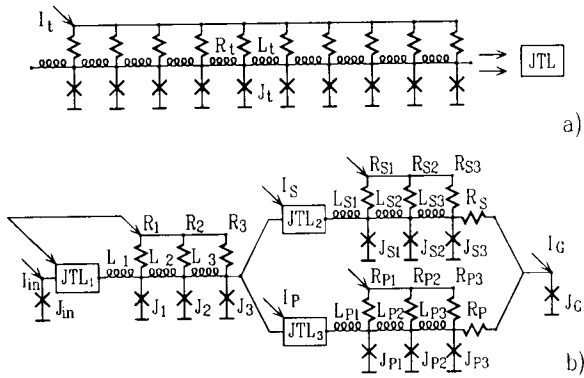 I_t
R_t L_t
J_t
JTL
a)
I_S R_S1 R_S2 R_S3
L_S1 L_S2 L_S3 R_S
JTL_2
R_1 R_2 R_3
J_S1 J_S2 J_S3
L_1 L_2 L_3
I_in JTL_1
I_G
J_in J_1 J_2 J_3
I_P R_P1 R_P2 R_P3
L_P1 L_P2 L_P3 R_P
JTL_3
J_G
J_P1 J_P2 J_P3
b)